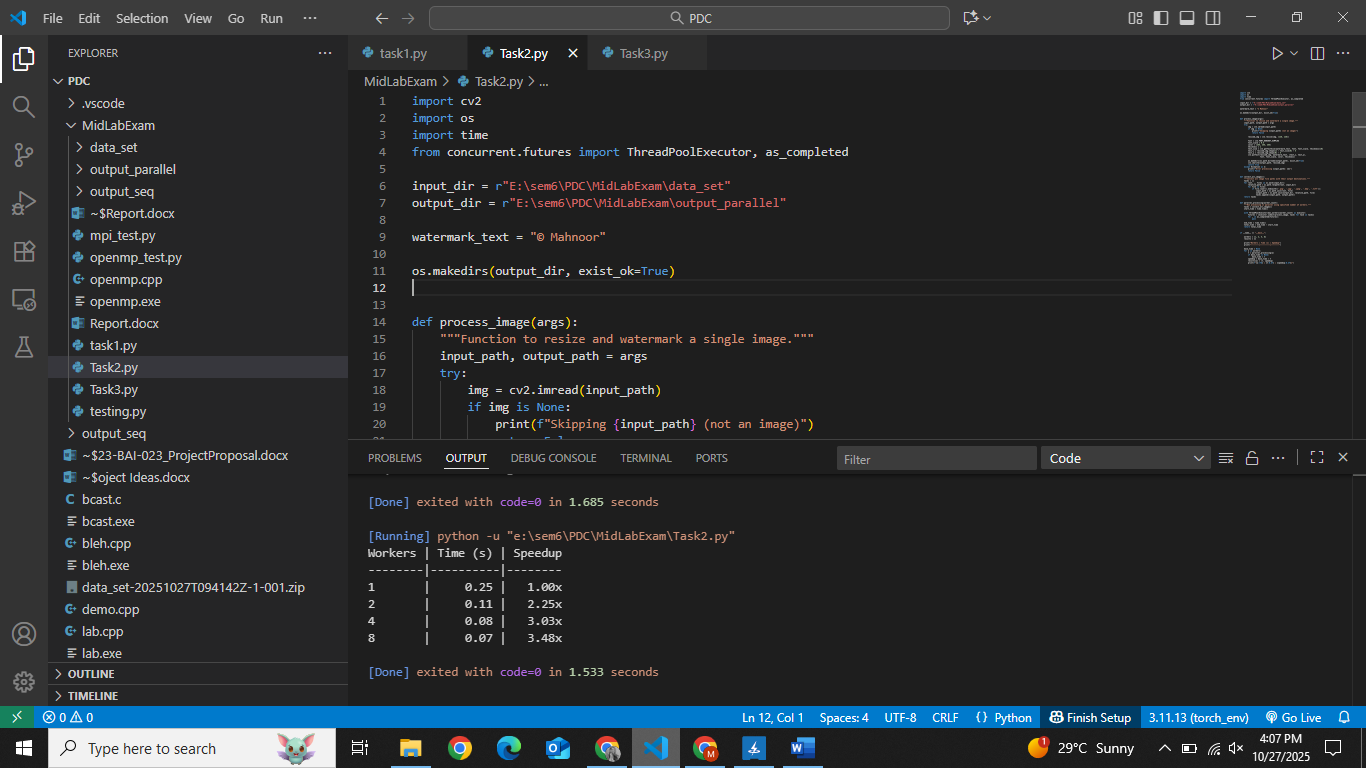 File Edit Selection View Go Run ··· PDC
EXPLORER ···
PDC
.vscode
MidLabExam
data_set
output_parallel
output_seq
~$Report.docx
mpi_test.py
openmp_test.py
openmp.cpp
openmp.exe
Report.docx
task1.py
Task2.py
Task3.py
testing.py
output_seq
~$23-BAI-023_ProjectProposal.docx
~$oject Ideas.docx
bcast.c
bcast.exe
bleh.cpp
bleh.exe
data_set-20251027T094142Z-1-001.zip
demo.cpp
lab.cpp
lab.exe
OUTLINE
TIMELINE
task1.py Task2.py Task3.py
MidLabExam > Task2.py > ...
1 import cv2
2 import os
3 import time
4 from concurrent.futures import ThreadPoolExecutor, as_completed
5
6 input_dir = r"E:\sem6\PDC\MidLabExam\data_set"
7 output_dir = r"E:\sem6\PDC\MidLabExam\output_parallel"
8
9 watermark_text = "© Mahnoor"
10
11 os.makedirs(output_dir, exist_ok=True)
12
13
14 def process_image(args):
15 """Function to resize and watermark a single image."""
16 input_path, output_path = args
17 try:
18 img = cv2.imread(input_path)
19 if img is None:
20 print(f"Skipping {input_path} (not an image)")
PROBLEMS OUTPUT DEBUG CONSOLE TERMINAL PORTS Filter Code
[Done] exited with code=0 in 1.685 seconds
[Running] python -u "e:\sem6\PDC\MidLabExam\Task2.py"
Workers | Time (s) | Speedup
--------|----------|--------
1 | 0.25 | 1.00x
2 | 0.11 | 2.25x
4 | 0.08 | 3.03x
8 | 0.07 | 3.48x
[Done] exited with code=0 in 1.533 seconds
0 0 Ln 12, Col 1 Spaces: 4 UTF-8 CRLF {} Python Finish Setup 3.11.13 (torch_env) Go Live
Type here to search 1 29°C Sunny 4:07 PM
10/27/2025